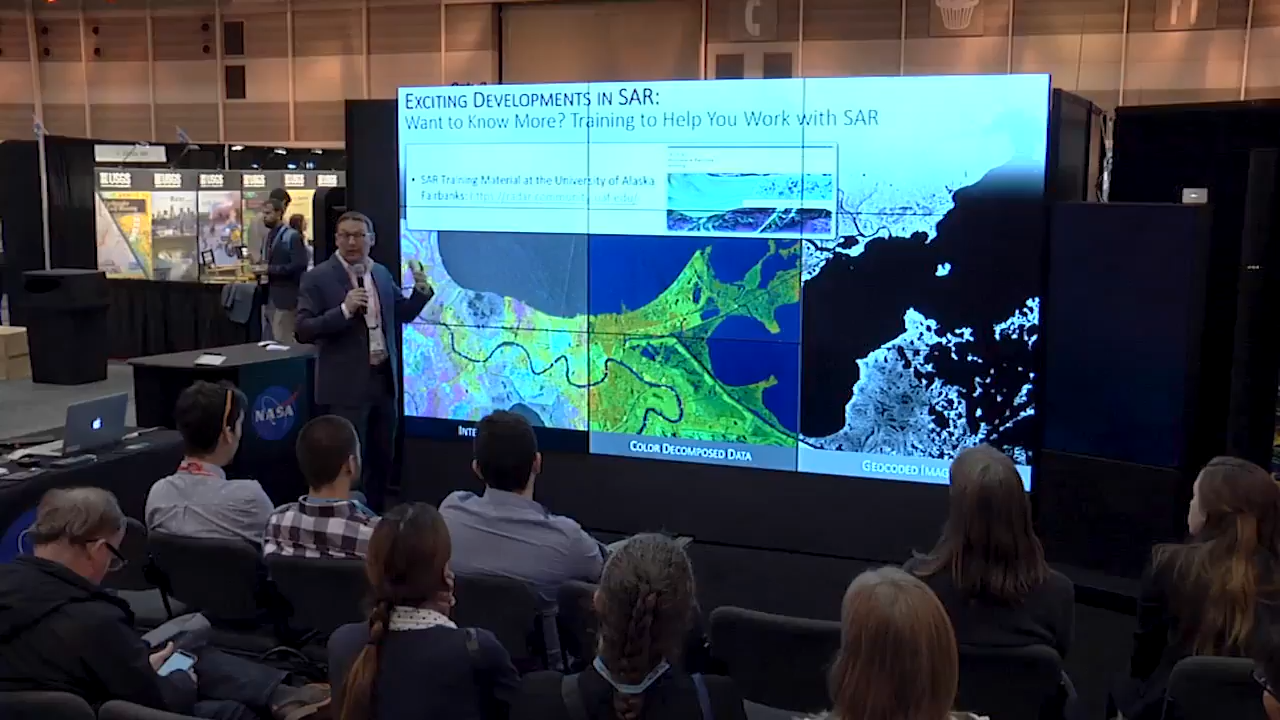 EXCITING DEVELOPMENTS IN SAR:
Want to Know More? Training to Help You Work with SAR
• SAR Training Material at the University of Alaska
Fairbanks:
COLOR DECOMPOSED DATA
GEOCODED
NASA
USGS
USGS
USGS
USGS
USGS
C